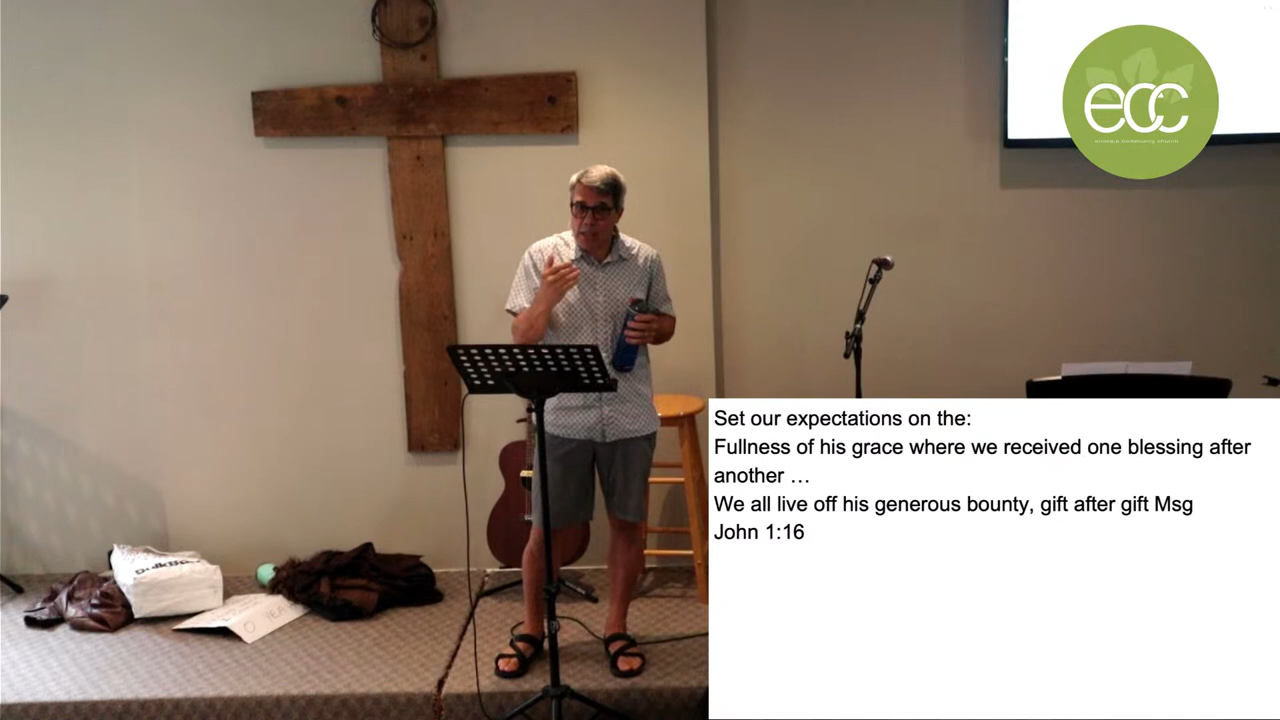 ecc
Set our expectations on the:
Fullness of his grace where we received one blessing after
another …
We all live off his generous bounty, gift after gift Msg
John 1:16